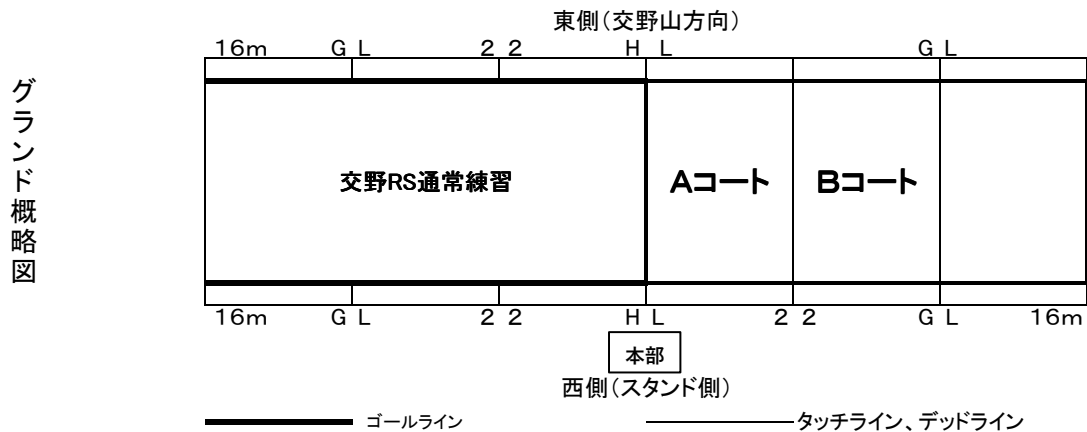 東側(交野山方向)
16m GL 22 HL GL
グランド概略図
交野RS通常練習 Aコート Bコート
16m GL 22 HL 22 GL 16m
本部
西側(スタンド側)
ゴールライン タッチライン、デッドライン